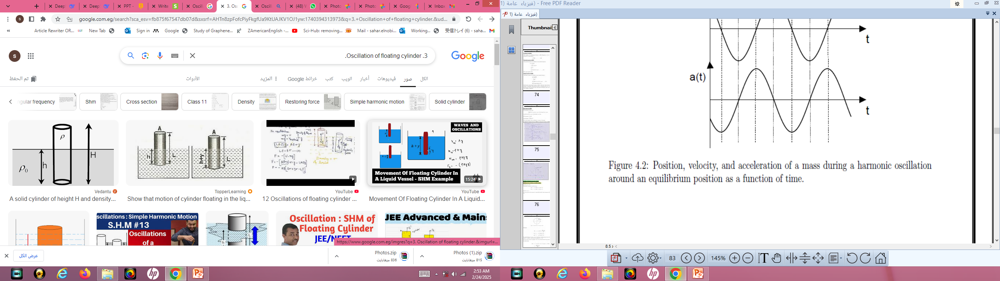 Deep
Deep
PPT -
Write
Oscill
3. Osc
Oscill
(48) W
Photo
Photo
Goog
Inbox
google.com.eg/search?sca_esv=fb875f67547db07d&sxsrf=AHTn8zpFofcPiyFkgfUa9KtUAJKV1OJ1yw:1740394313973&q=3.+Oscillation+of+floating+cylinder.&ud...
Article Rewriter OR...
New Tab
Sign in
Google
Study of Graphene...
ZAmericanEnglish -...
Sci-Hub: removing...
Mail - sahar.elnobi...
Working...
受信トレイ (6) - saha...
.Oscillation of floating cylinder .3
Google
الكل
صور
فيديوهات
أخبار
الويب
كتب
خرائط Google
المزيد
الأدوات
تم الحفظ
ngular frequency
Shm
Cross section
Class 11
Density
Restoring force
Simple harmonic motion
Solid cylinder
ρ
ρ0
h
H
A
h
L
A
h+y
L
WAVES AND
OSCILLATIONS
h + y
Movement Of Floating Cylinder In
A Liquid Vessel - SHM Example
15:24
Vedantu
A solid cylinder of height H and density...
TopperLearning
Show that motion of cylinder floating in the liq...
YouTube
12 Oscillations of floating cylinder ...
YouTube
Movement Of Floating Cylinder In A Liquid...
scillations : Simple Harmonic Motion
S.H.M #13
Oscillations
of a
Oscillation : SHM of
Floating Cylinder
JEE/NEET
JEE Advanced & Main
https://www.google.com.eg/imgres?q=3. Oscillation of floating cylinder.&imgurl=...
عرض الكل
Photos.zip
836 ميغابايت
Photos (1).zip
815 ميغابايت
2:53 AM
2/24/2025
1) فيزياء عامة) - Free PDF Reader
1) فيزياء عامة)
Thumbnai
74
75
76
t
a(t)
t
Figure 4.2: Position, velocity, and acceleration of a mass during a harmonic oscillation
around an equilibrium position as a function of time.
8.5
83
145%